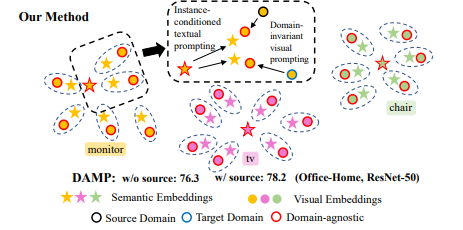 Our Method
Instance-
conditioned
textual
prompting
Domain-
invariant
visual
prompting
chair
monitor
tv
DAMP: w/o source: 76.3 w/ source: 78.2 (Office-Home, ResNet-50)
Semantic Embeddings Visual Embeddings
Source Domain Target Domain Domain-agnostic